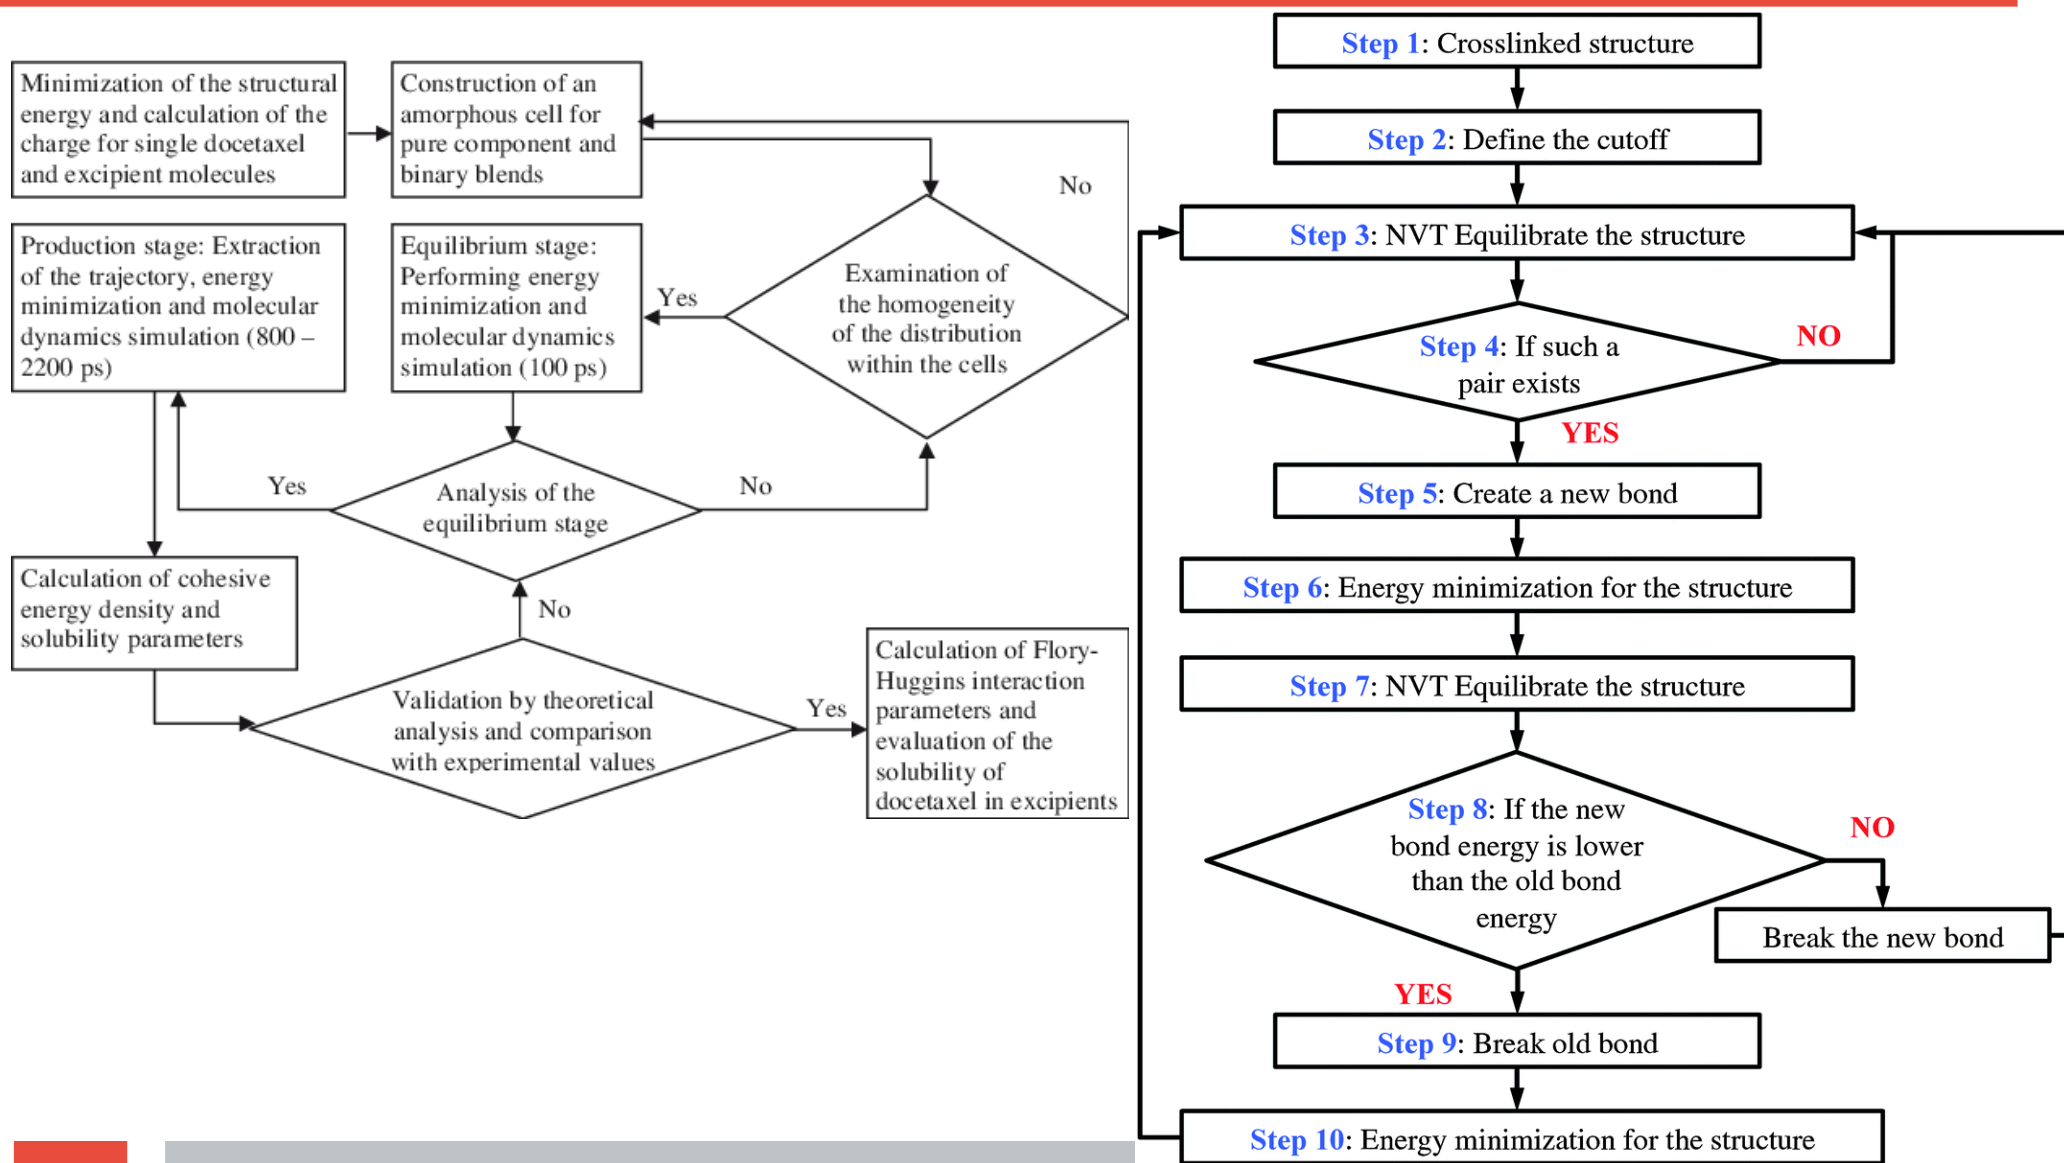 Minimization of the structural
energy and calculation of the
charge for single docetaxel
and excipient molecules
Construction of an
amorphous cell for
pure component and
binary blends
No
Production stage: Extraction
of the trajectory, energy
minimization and molecular
dynamics simulation (800 –
2200 ps)
Equilibrium stage:
Performing energy
minimization and
molecular dynamics
simulation (100 ps)
Yes
Examination of
the homogeneity
of the distribution
within the cells
Yes
Analysis of the
equilibrium stage
No
Calculation of cohesive
energy density and
solubility parameters
No
Validation by theoretical
analysis and comparison
with experimental values
Yes
Calculation of Flory-
Huggins interaction
parameters and
evaluation of the
solubility of
docetaxel in excipients
Step 1: Crosslinked structure
Step 2: Define the cutoff
Step 3: NVT Equilibrate the structure
Step 4: If such a
pair exists
NO
YES
Step 5: Create a new bond
Step 6: Energy minimization for the structure
Step 7: NVT Equilibrate the structure
Step 8: If the new
bond energy is lower
than the old bond
energy
NO
Break the new bond
YES
Step 9: Break old bond
Step 10: Energy minimization for the structure